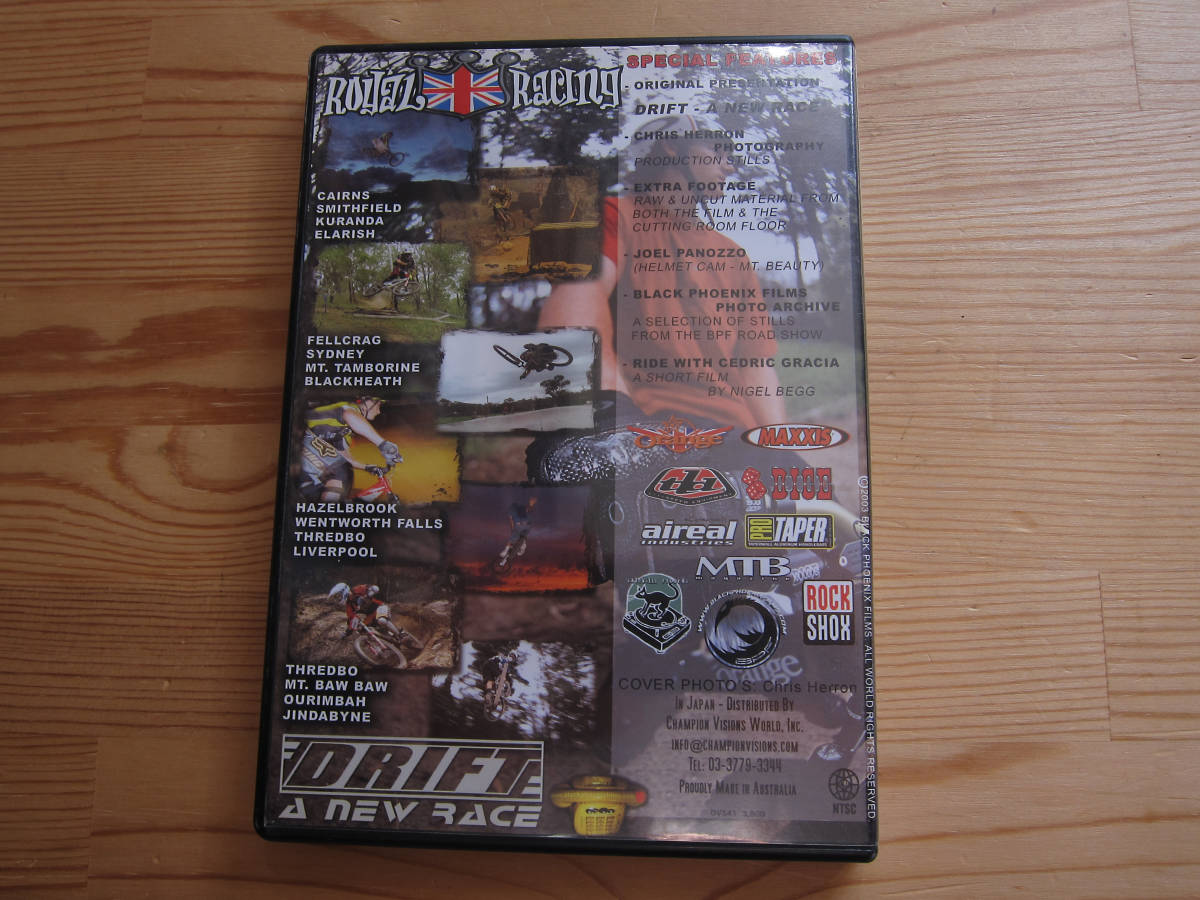 ROYAL RACING
CAIRNS
SMITHFIELD
KURANDA
ELARISH
FELLCRAG
SYDNEY
MT. TAMBORINE
BLACKHEATH
HAZELBROOK
WENTWORTH FALLS
THREDBO
LIVERPOOL
THREDBO
MT. BAW BAW
OURIMBAH
JINDABYNE
DRIFT
A NEW RACE
SPECIAL FEATURES
- ORIGINAL PRESENTATION
DRIFT - A NEW RACE
- CHRIS HERRON
PHOTOGRAPHY
PRODUCTION STILLS
- EXTRA FOOTAGE
RAW & UNCUT MATERIAL FROM
BOTH THE FILM & THE
CUTTING ROOM FLOOR
- JOEL PANOZZO
(HELMET CAM - MT. BEAUTY)
- BLACK PHOENIX FILMS
PHOTO ARCHIVE
A SELECTION OF STILLS
FROM THE BPF ROAD SHOW
- RIDE WITH CEDRIC GRACIA
A SHORT FILM
BY NIGEL BEGG
Orange
MAXXIS
DICE
aireal
industries
PRO TAPER
MTB
magazine
ROCK
SHOX
BPF
orange
COVER PHOTO'S: Chris Herron
IN JAPAN - DISTRIBUTED BY
CHAMPION VISIONS WORLD, INC.
INFO@CHAMPIONVISIONS.COM
TEL: 03-3779-3344
PROUDLY MADE IN AUSTRALIA
NTSC
©2003 BLACK PHOENIX FILMS. ALL WORLD RIGHTS RESERVED.